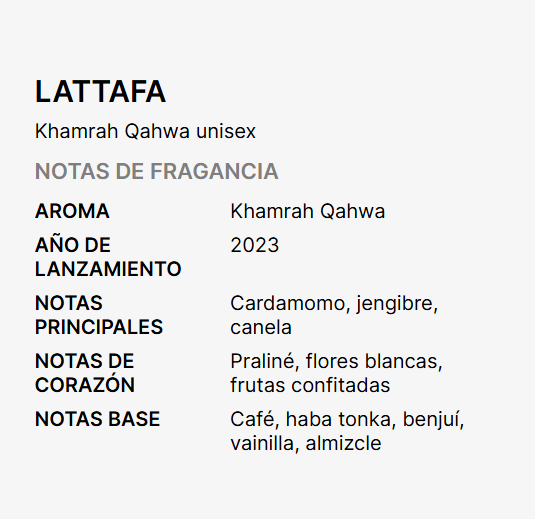 LATTAFA
Khamrah Qahwa unisex
NOTAS DE FRAGANCIA
AROMA Khamrah Qahwa
AÑO DE 2023
LANZAMIENTO
NOTAS Cardamomo, jengibre,
PRINCIPALES canela
NOTAS DE Praliné, flores blancas,
CORAZÓN frutas confitadas
NOTAS BASE Café, haba tonka, benjuí,
vainilla, almizcle